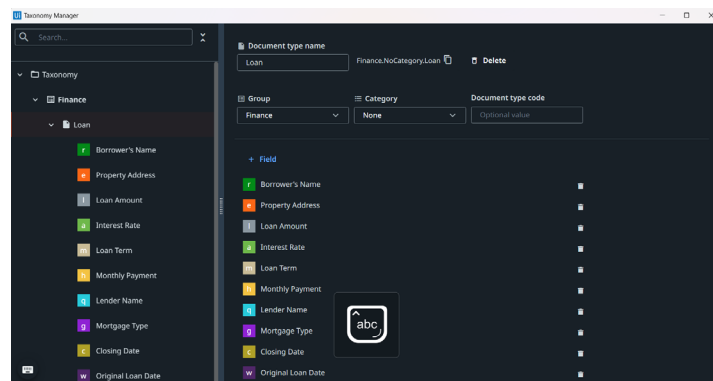 Ui Taxonomy Manager
Search...
Taxonomy
Finance
Loan
r Borrower's Name
e Property Address
l Loan Amount
a Interest Rate
m Loan Term
h Monthly Payment
q Lender Name
g Mortgage Type
c Closing Date
w Original Loan Date
Document type name
Loan
Finance.NoCategory.Loan
Delete
Group
Category
Document type code
Finance
None
Optional value
+ Field
r Borrower's Name
e Property Address
l Loan Amount
a Interest Rate
m Loan Term
h Monthly Payment
q Lender Name
g Mortgage Type
c Closing Date
w Original Loan Date
abc